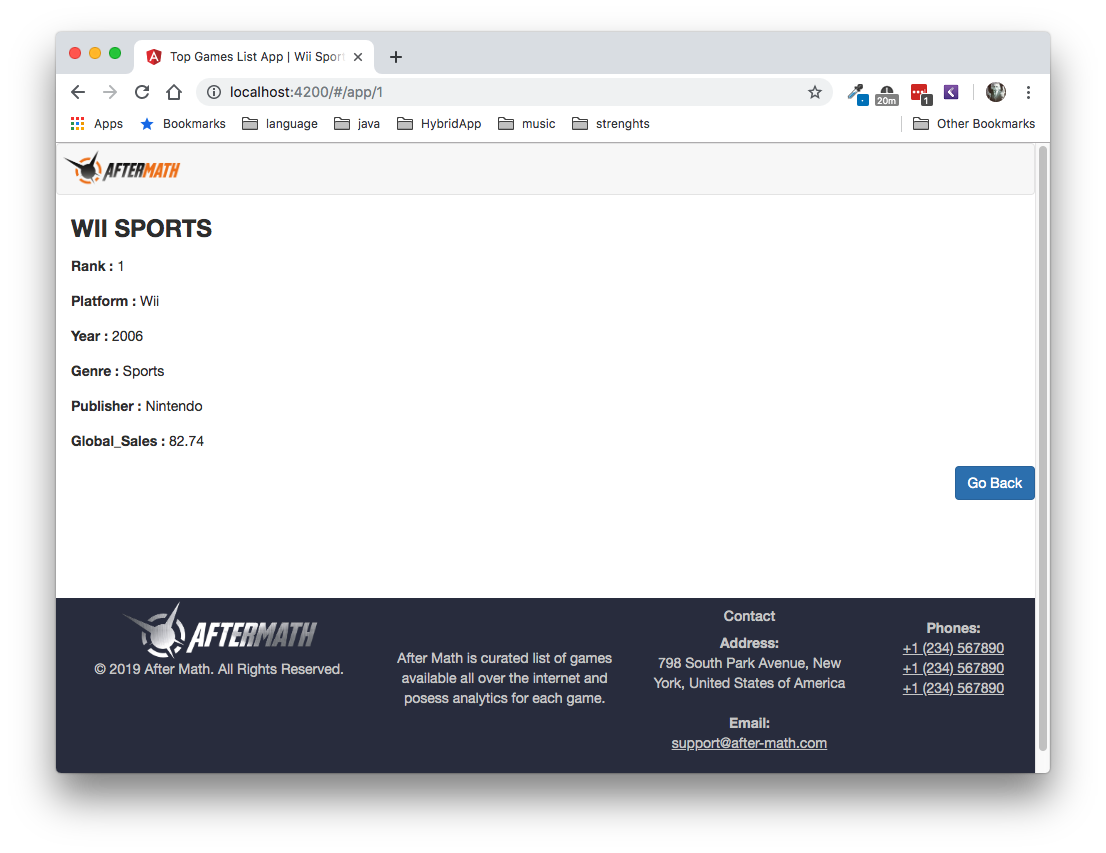 Top Games List App | Wii Sport
localhost:4200/#/app/1
20m
1
Apps Bookmarks language java HybridApp music strenghts Other Bookmarks
AFTERMATH
WII SPORTS
Rank : 1
Platform : Wii
Year : 2006
Genre : Sports
Publisher : Nintendo
Global_Sales : 82.74
Go Back
AFTERMATH
© 2019 After Math. All Rights Reserved.
After Math is curated list of games
available all over the internet and
posess analytics for each game.
Contact
Address:
798 South Park Avenue, New
York, United States of America
Email:
support@after-math.com
Phones:
+1 (234) 567890
+1 (234) 567890
+1 (234) 567890